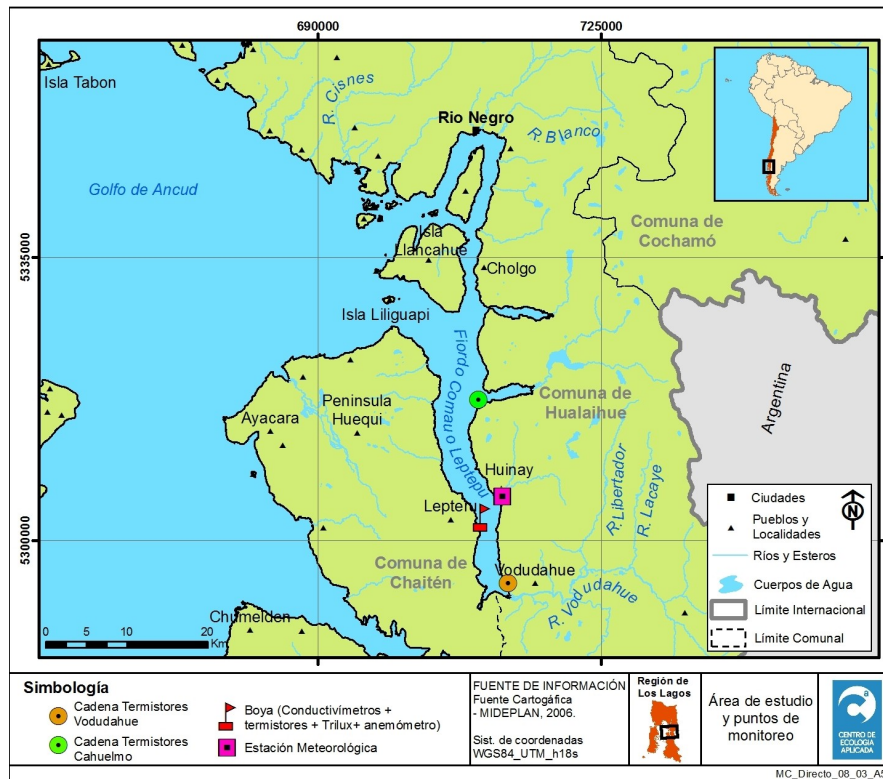 690000
725000
5335000
5300000
Isla Tabon
R. Cisnes
Rio Negro
R. Blanco
Golfo de Ancud
Isla
Llancahue
Comuna de
Cochamó
Cholgo
Isla Liliguapi
Fiordo Comau o Leptepu
Comuna de
Hualaihue
Argentina
Peninsula
Huequi
Ayacara
Huinay
R. Libertador
R. Lacaye
Comuna de
Chaitén
Vodudahue
R. Vodudahue
Chumelden
0 5 10 20
Km
N
Ciudades
Pueblos y
Localidades
Ríos y Esteros
Cuerpos de Agua
Límite Internacional
Límite Comunal
Simbología
Cadena Termistores
Vodudahue
Cadena Termistores
Cahuelmo
Boya (Conductivímetros +
termistores + Trilux+ anemómetro)
Estación Meteorológica
FUENTE DE INFORMACIÓN
Fuente Cartográfica
- MIDEPLAN, 2006.
Sist. de coordenadas
WGS84_UTM_h18s
Región de
Los Lagos
Área de estudio
y puntos de
monitoreo
CENTRO DE
ECOLOGIA
APLICADA
MC_Directo_08_03_A5